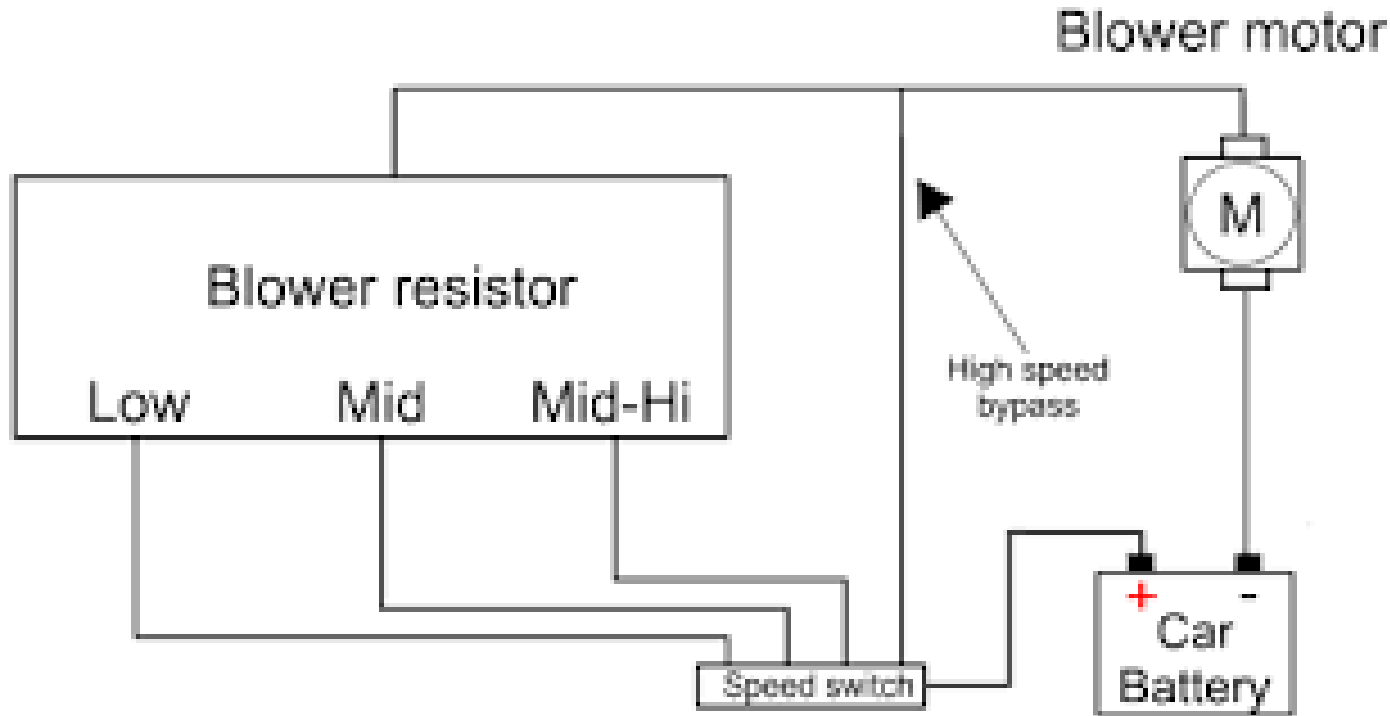 Blower motor
M
Blower resistor
High speed
bypass
Low Mid Mid-Hi
+ -
Car
Battery
Speed switch